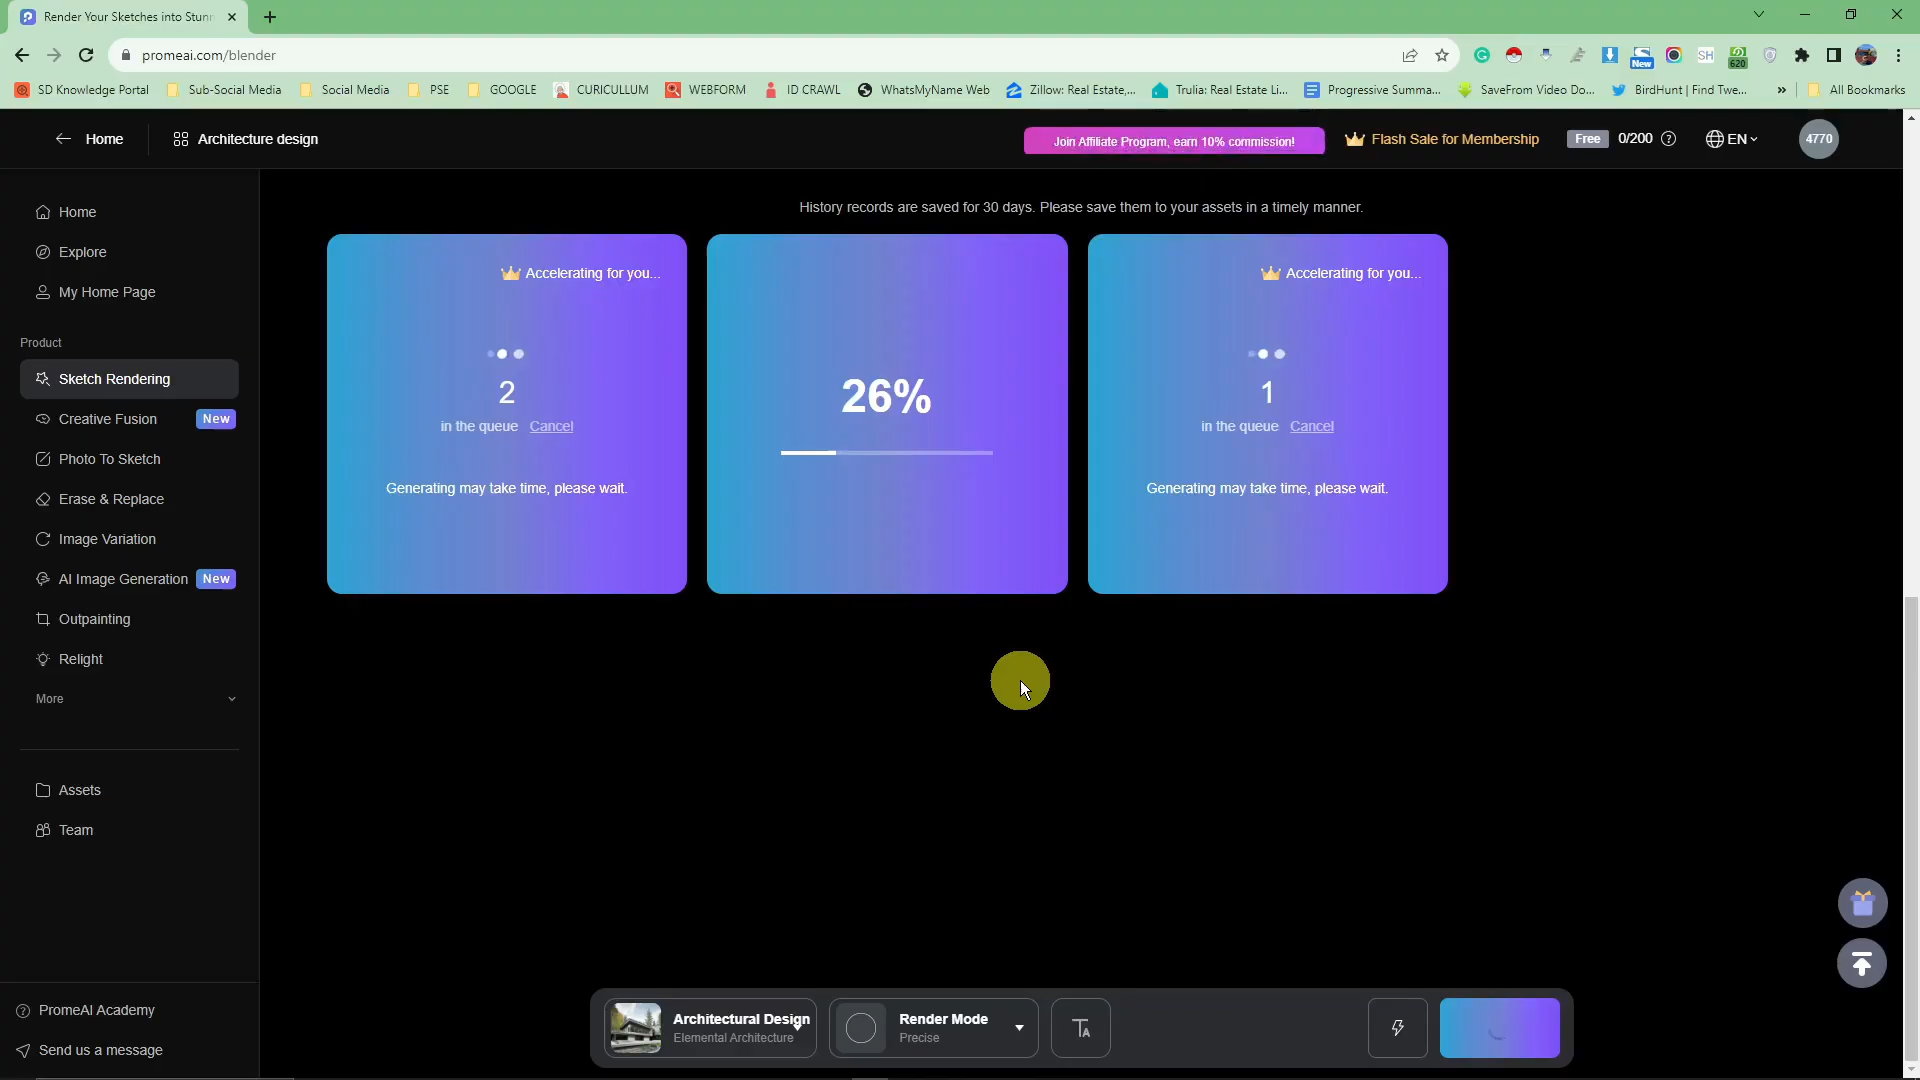 Render Your Sketches into Stunn
promeai.com/blender
New
SH
620
SD Knowledge Portal
Sub-Social Media
Social Media
PSE
GOOGLE
CURICULLUM
WEBFORM
ID CRAWL
WhatsMyName Web
Zillow: Real Estate,...
Trulia: Real Estate Li...
Progressive Summa...
SaveFrom Video Do...
BirdHunt | Find Twe...
»
All Bookmarks
Home
Architecture design
Join Affiliate Program, earn 10% commission!
Flash Sale for Membership
Free 0/200
EN
4770
Home
Explore
My Home Page
Product
Sketch Rendering
Creative Fusion New
Photo To Sketch
Erase & Replace
Image Variation
AI Image Generation New
Outpainting
Relight
More
Assets
Team
PromeAI Academy
Send us a message
History records are saved for 30 days. Please save them to your assets in a timely manner.
Accelerating for you...
2
in the queue Cancel
Generating may take time, please wait.
26%
Accelerating for you...
1
in the queue Cancel
Generating may take time, please wait.
Architectural Design
Elemental Architecture
Render Mode
Precise
TA